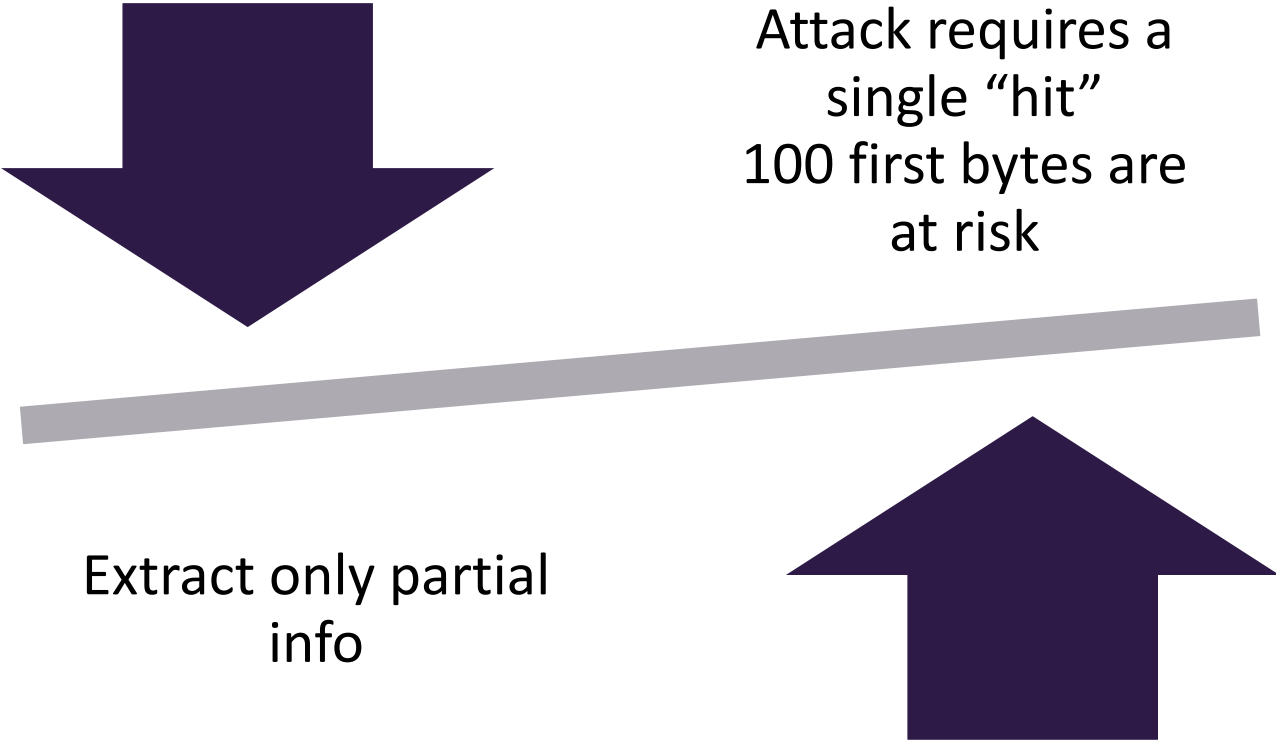 Attack requires a
single “hit”
100 first bytes are
at risk
Extract only partial
info